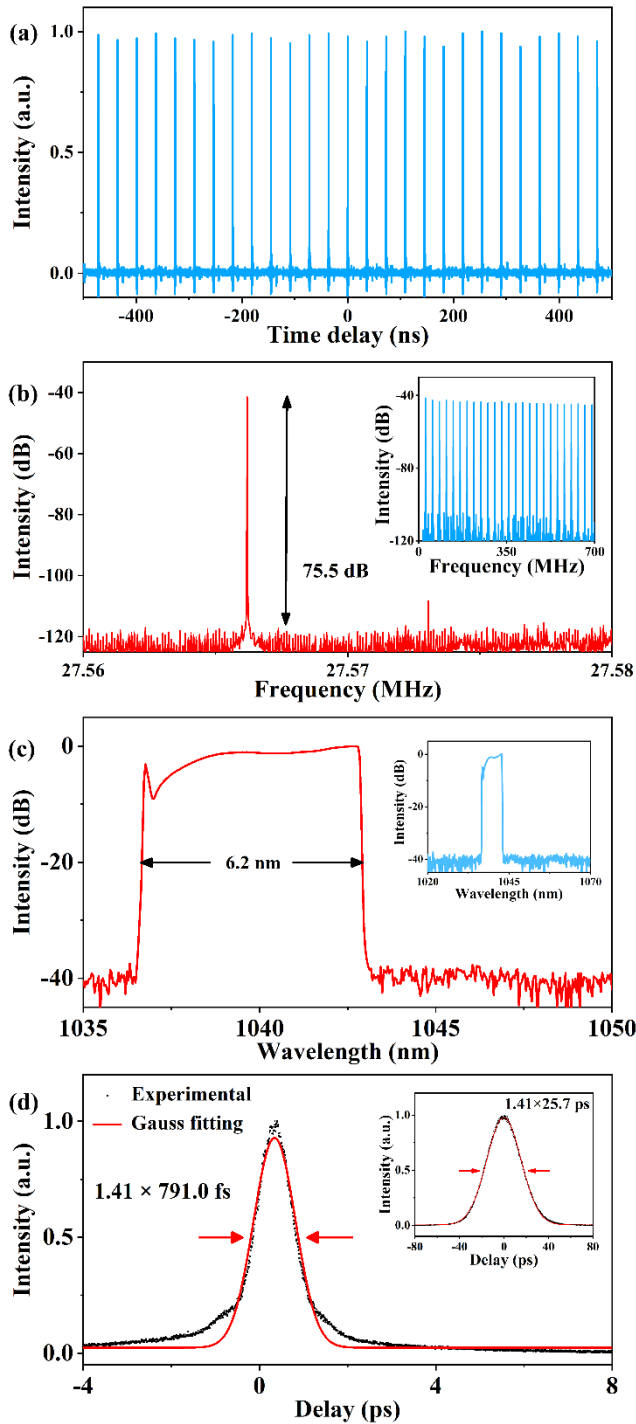 (a)
Intensity (a.u.)
1.0
0.5
0.0
-400 -200 0 200 400
Time delay (ns)
(b)
Intensity (dB)
-40
-60
-80
-100
-120
75.5 dB
27.56 27.57 27.58
Frequency (MHz)
Intensity (dB)
-40
-80
-120
0 350 700
Frequency (MHz)
(c)
Intensity (dB)
0
-20
-40
6.2 nm
1035 1040 1045 1050
Wavelength (nm)
Intensity (dB)
0
-20
-40
1020 1045 1070
Wavelength (nm)
(d)
Experimental
Gauss fitting
1.41 × 791.0 fs
Intensity (a.u.)
1.0
0.5
0.0
-4 0 4 8
Delay (ps)
1.41×25.7 ps
Intensity (a.u.)
1.0
0.5
0.0
-80 -40 0 40 80
Delay (ps)